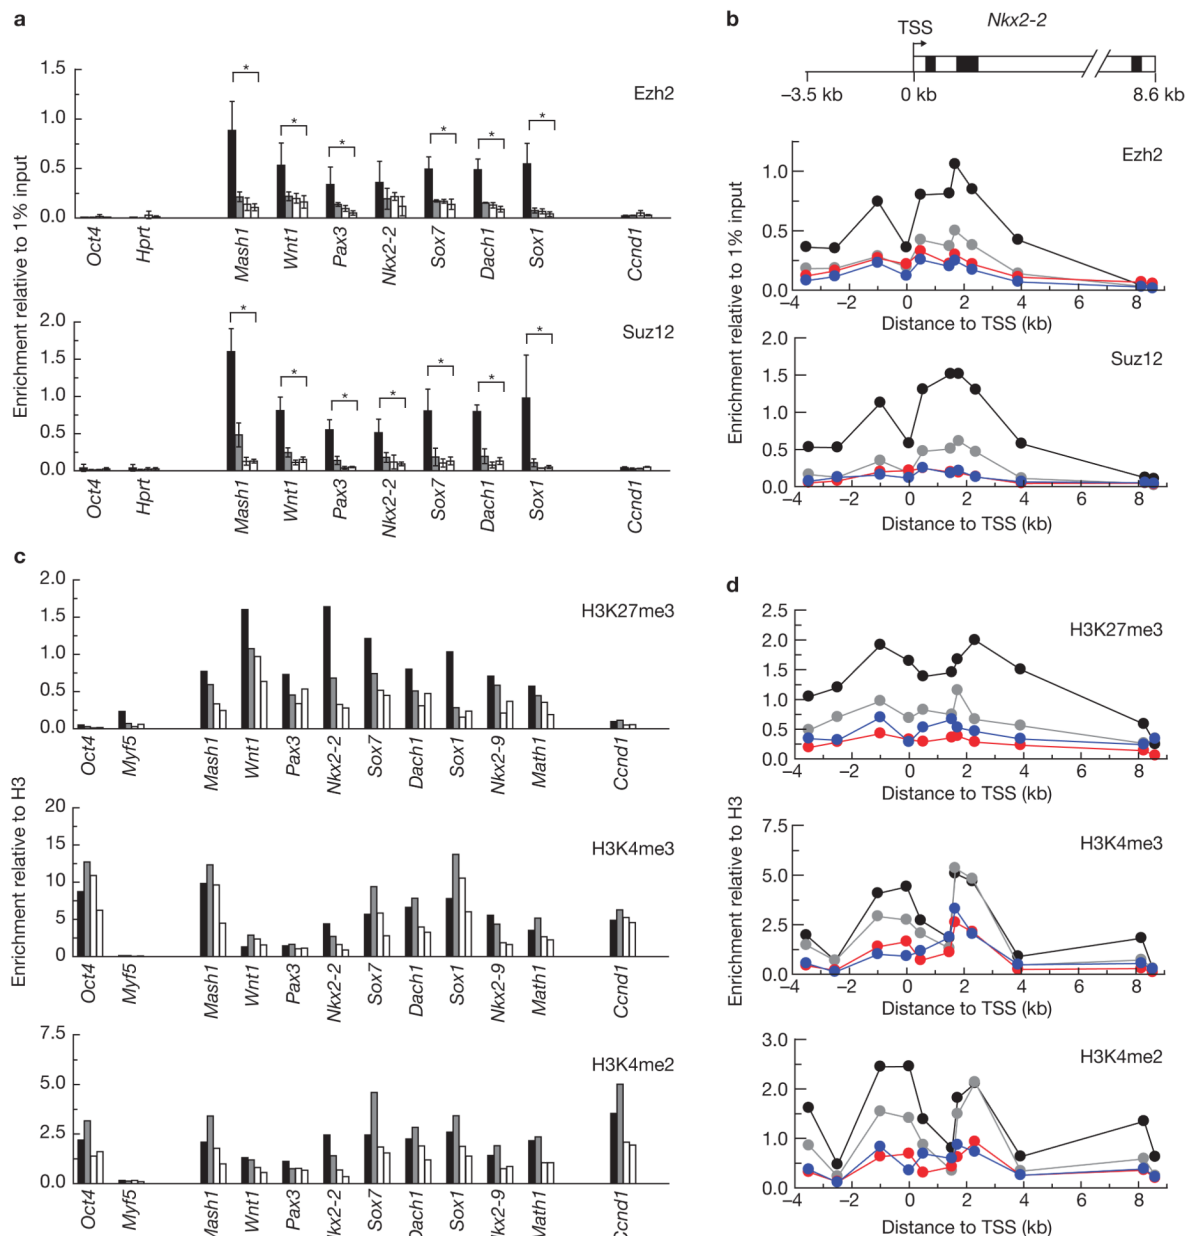 a
Enrichment relative to 1% input
1.5
1.0
0.5
0.0
Ezh2
* * * * * *
Oct4 Hprt Mash1 Wnt1 Pax3 Nkx2-2 Sox7 Dach1 Sox1 Ccnd1
2.0
1.5
1.0
0.5
0.0
Suz12
* * * * * * *
Oct4 Hprt Mash1 Wnt1 Pax3 Nkx2-2 Sox7 Dach1 Sox1 Ccnd1
b
Nkx2-2
TSS
−3.5 kb 0 kb 8.6 kb
Enrichment relative to 1% input
Ezh2
1.0
0.5
0.0
−4 −2 0 2 4 6 8
Distance to TSS (kb)
Suz12
1.5
1.0
0.5
0.0
−4 −2 0 2 4 6 8
Distance to TSS (kb)
c
Enrichment relative to H3
2.0
1.5
1.0
0.5
0.0
H3K27me3
Oct4 Myf5 Mash1 Wnt1 Pax3 Nkx2-2 Sox7 Dach1 Sox1 Nkx2-9 Math1 Ccnd1
20
15
10
5
0
H3K4me3
Oct4 Myf5 Mash1 Wnt1 Pax3 Nkx2-2 Sox7 Dach1 Sox1 Nkx2-9 Math1 Ccnd1
7.5
5.0
2.5
0.0
H3K4me2
Oct4 Myf5 Mash1 Wnt1 Pax3 Nkx2-2 Sox7 Dach1 Sox1 Nkx2-9 Math1 Ccnd1
d
Enrichment relative to H3
2.5
2.0
1.5
1.0
0.5
0.0
H3K27me3
−4 −2 0 2 4 6 8
Distance to TSS (kb)
7.5
5.0
2.5
0.0
H3K4me3
−4 −2 0 2 4 6 8
Distance to TSS (kb)
3.0
2.0
1.0
0.0
H3K4me2
−4 −2 0 2 4 6 8
Distance to TSS (kb)